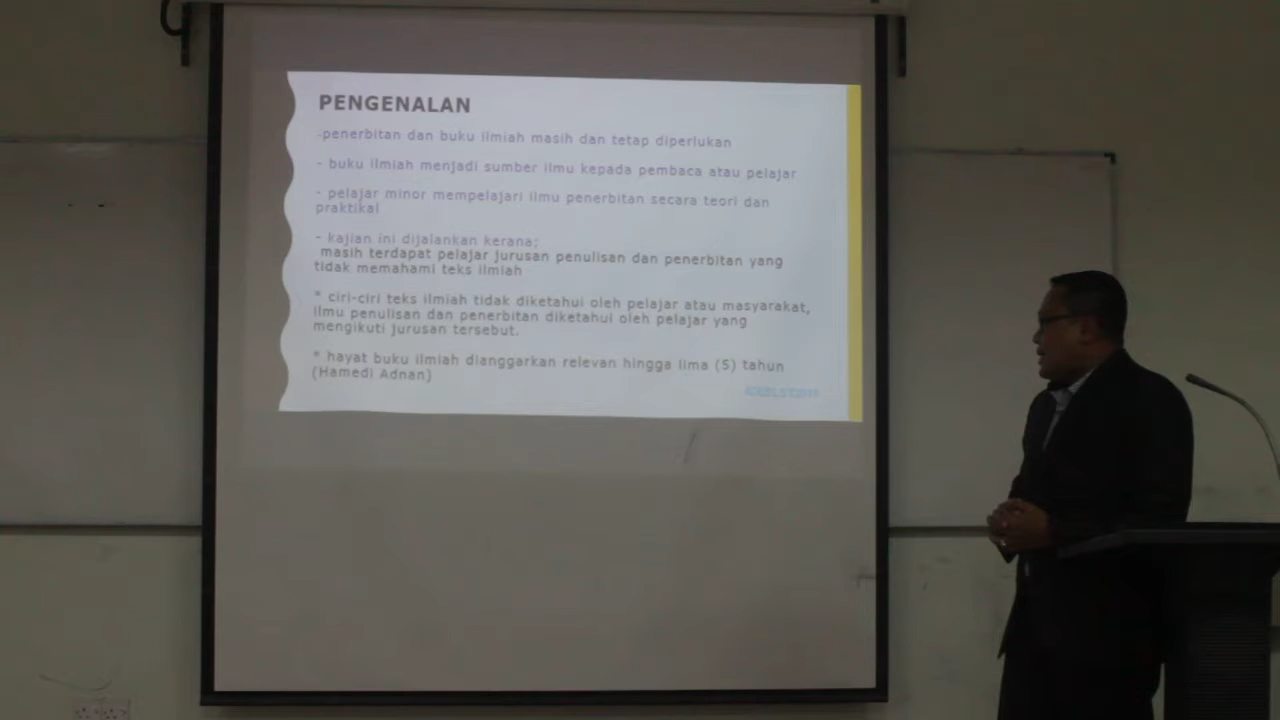 PENGENALAN
-penerbitan dan buku ilmiah masih dan tetap diperlukan
- buku ilmiah menjadi sumber ilmu kepada pembaca atau pelajar
- pelajar minor mempelajari ilmu penerbitan secara teori dan
praktikal
- kajian ini dijalankan kerana;
masih terdapat pelajar jurusan penulisan dan penerbitan yang
tidak memahami teks ilmiah
* ciri-ciri teks ilmiah tidak diketahui oleh pelajar atau masyarakat,
ilmu penulisan dan penerbitan diketahui oleh pelajar yang
mengikuti jurusan tersebut.
* hayat buku ilmiah dianggarkan relevan hingga lima (5) tahun
(Hamedi Adnan)